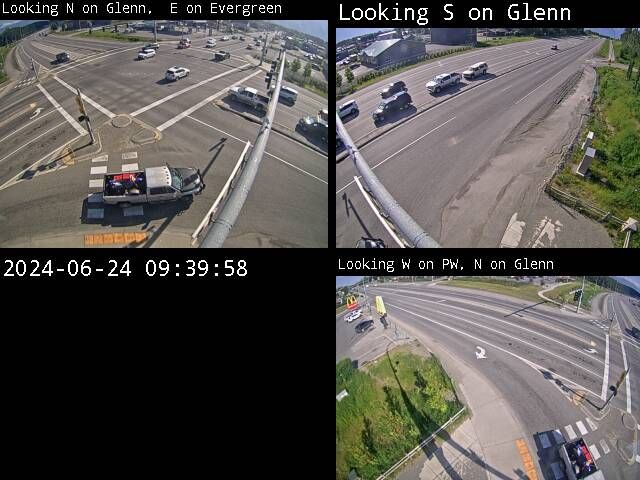 Looking N on Glenn,  E on Evergreen
Looking S on Glenn
2024-06-24 09:39:58
Looking W on PW, N on Glenn